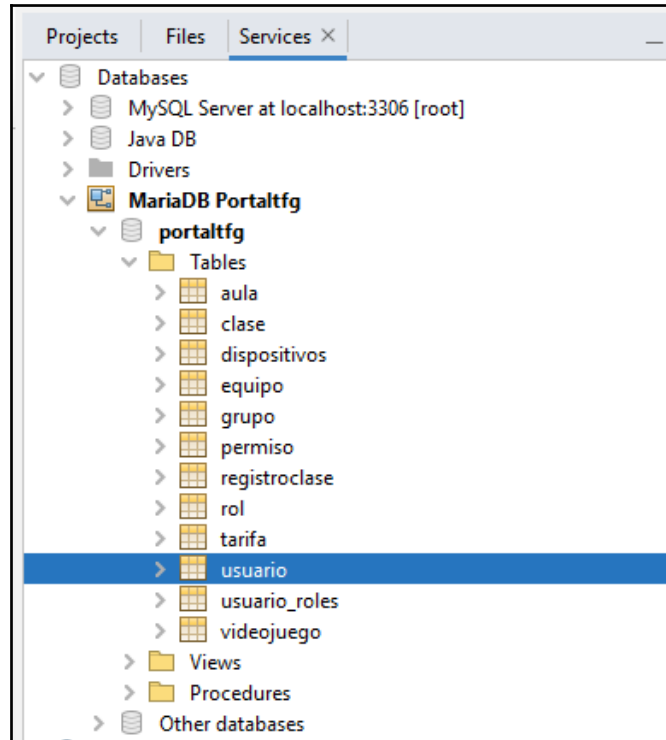 Projects Files Services
Databases
MySQL Server at localhost:3306 [root]
Java DB
Drivers
MariaDB Portaltfg
portaltfg
Tables
aula
clase
dispositivos
equipo
grupo
permiso
registroclase
rol
tarifa
usuario
usuario_roles
videojuego
Views
Procedures
Other databases